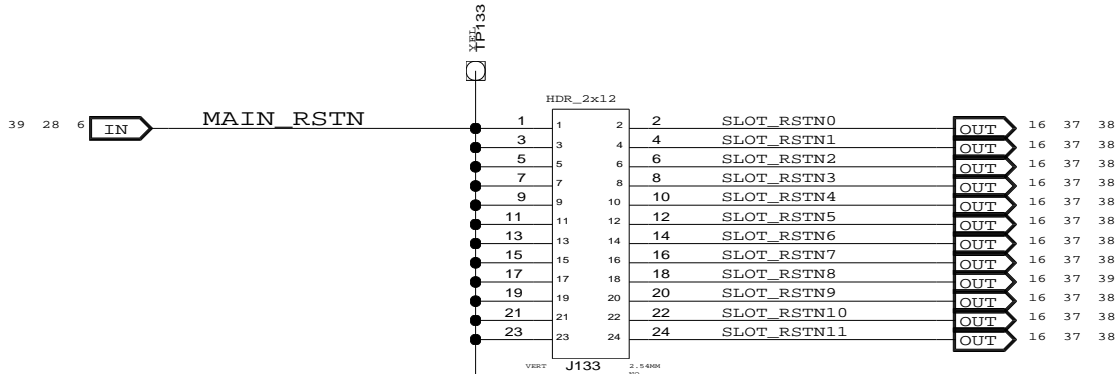 YEL
TP133
HDR_2x12
39 28 6 IN MAIN_RSTN 1 1 2 2 SLOT_RSTN0 OUT 16 37 38
3 3 4 4 SLOT_RSTN1 OUT 16 37 38
5 5 6 6 SLOT_RSTN2 OUT 16 37 38
7 7 8 8 SLOT_RSTN3 OUT 16 37 38
9 9 10 10 SLOT_RSTN4 OUT 16 37 38
11 11 12 12 SLOT_RSTN5 OUT 16 37 38
13 13 14 14 SLOT_RSTN6 OUT 16 37 38
15 15 16 16 SLOT_RSTN7 OUT 16 37 38
17 17 18 18 SLOT_RSTN8 OUT 16 37 39
19 19 20 20 SLOT_RSTN9 OUT 16 37 38
21 21 22 22 SLOT_RSTN10 OUT 16 37 38
23 23 24 24 SLOT_RSTN11 OUT 16 37 38
VERT J133 2.54MM